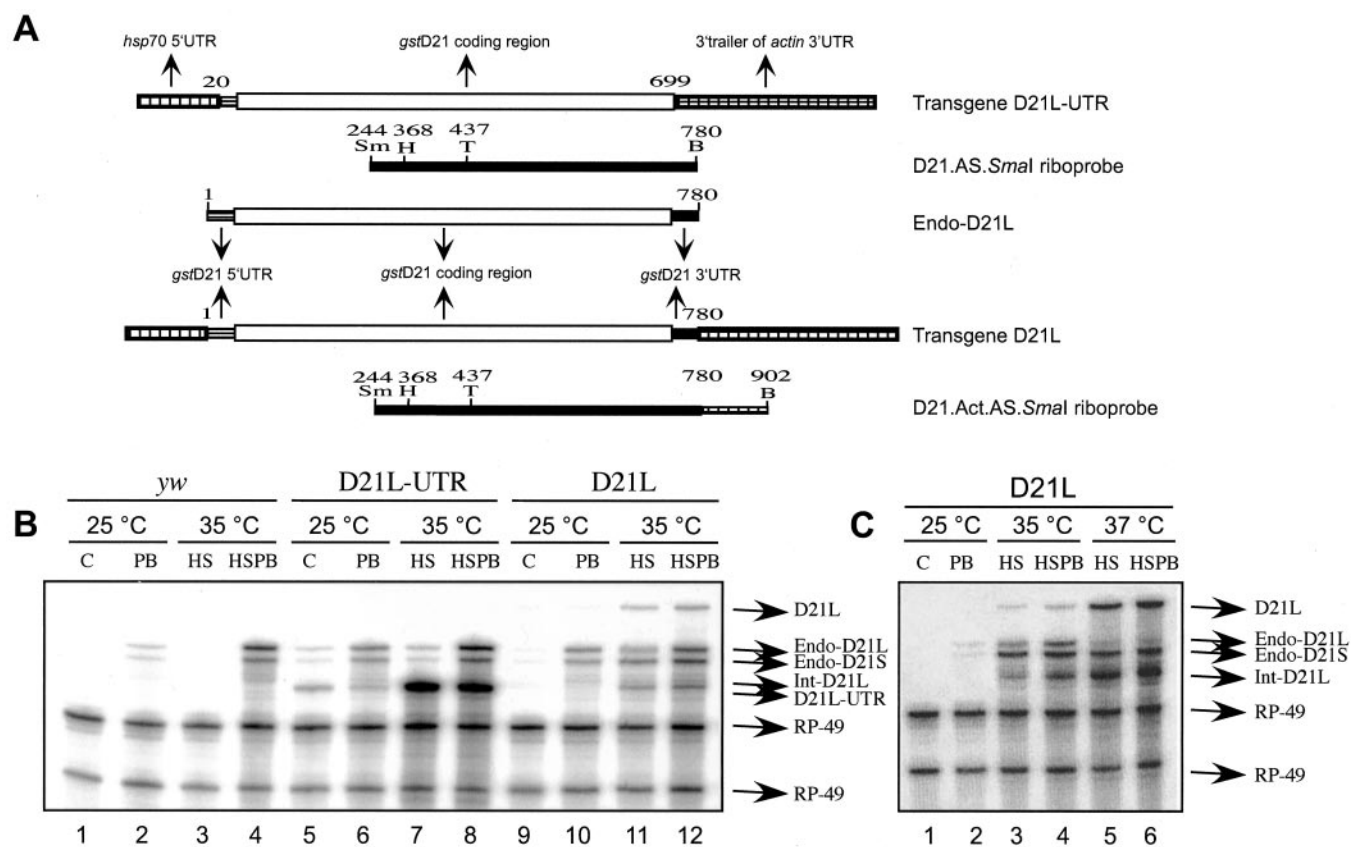 A
hsp70 5'UTR
gstD21 coding region
3'trailer of actin 3'UTR
20
699
Transgene D21L-UTR
244 368 437 780
Sm H T B
D21.AS.SmaI riboprobe
1 780
Endo-D21L
gstD21 5'UTR
gstD21 coding region
gstD21 3'UTR
1 780
Transgene D21L
244 368 437 780 902
Sm H T B
D21.Act.AS.SmaI riboprobe
B
yw D21L-UTR D21L
25 °C 35 °C 25 °C 35 °C 25 °C 35 °C
C PB HS HSPB C PB HS HSPB C PB HS HSPB
D21L
Endo-D21L
Endo-D21S
Int-D21L
D21L-UTR
RP-49
RP-49
1 2 3 4 5 6 7 8 9 10 11 12
C
D21L
25 °C 35 °C 37 °C
C PB HS HSPB HS HSPB
D21L
Endo-D21L
Endo-D21S
Int-D21L
RP-49
RP-49
1 2 3 4 5 6